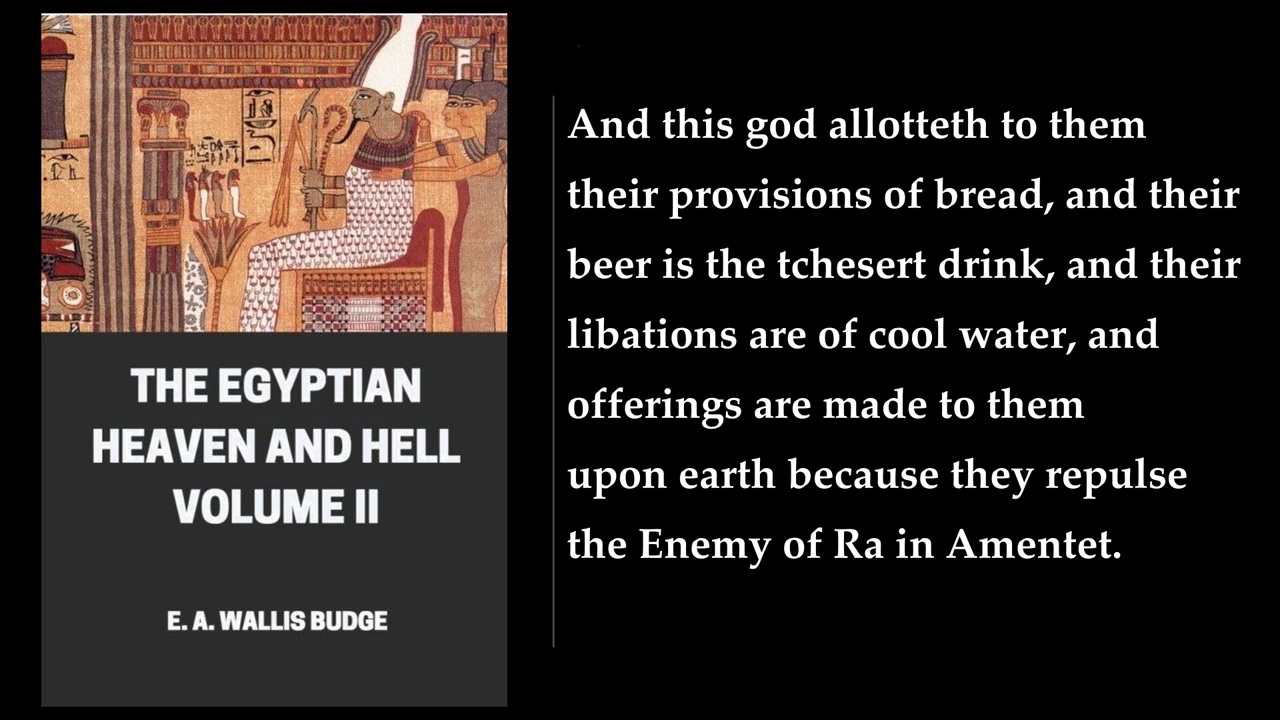 THE EGYPTIAN
HEAVEN AND HELL
VOLUME II
E. A. WALLIS BUDGE
And this god allotteth to them
their provisions of bread, and their
beer is the tchesert drink, and their
libations are of cool water, and
offerings are made to them
upon earth because they repulse
the Enemy of Ra in Amentet.